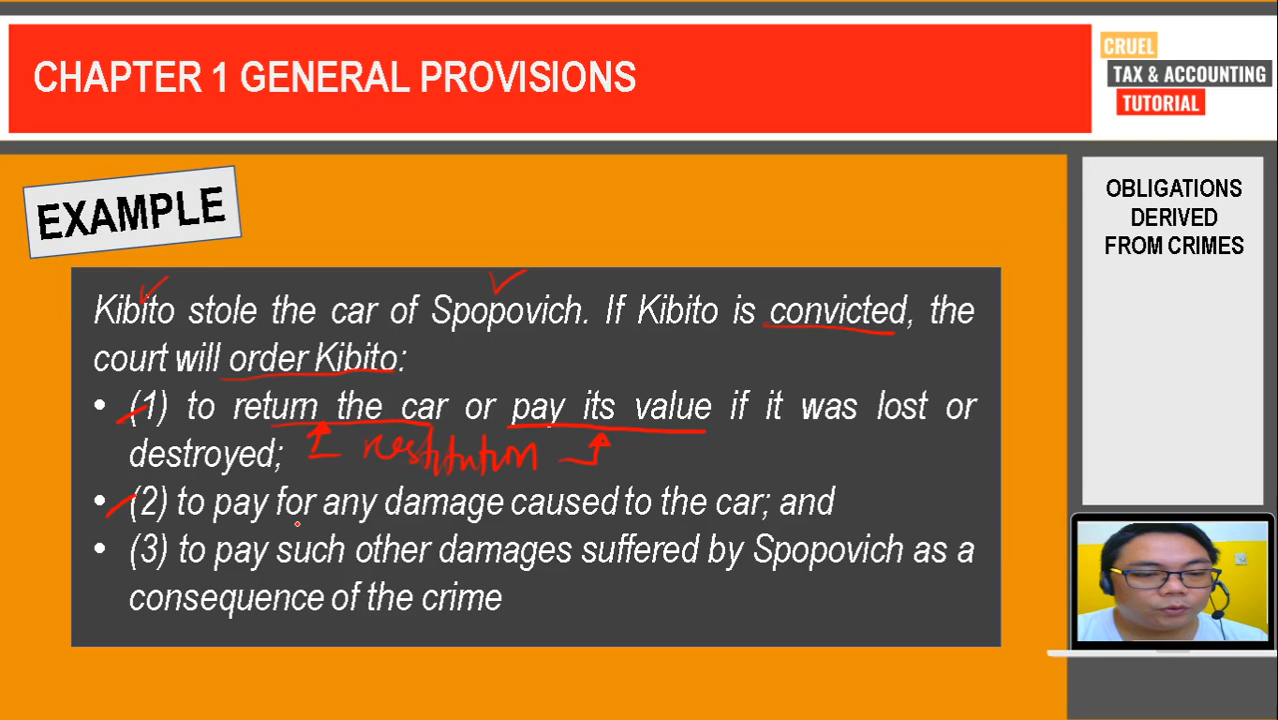 CHAPTER 1 GENERAL PROVISIONS
CRUEL
TAX & ACCOUNTING
TUTORIAL
EXAMPLE
OBLIGATIONS
DERIVED
FROM CRIMES
Kibito stole the car of Spopovich. If Kibito is convicted, the
court will order Kibito:
• (1) to return the car or pay its value if it was lost or
destroyed;
restitution
• (2) to pay for any damage caused to the car; and
• (3) to pay such other damages suffered by Spopovich as a
consequence of the crime